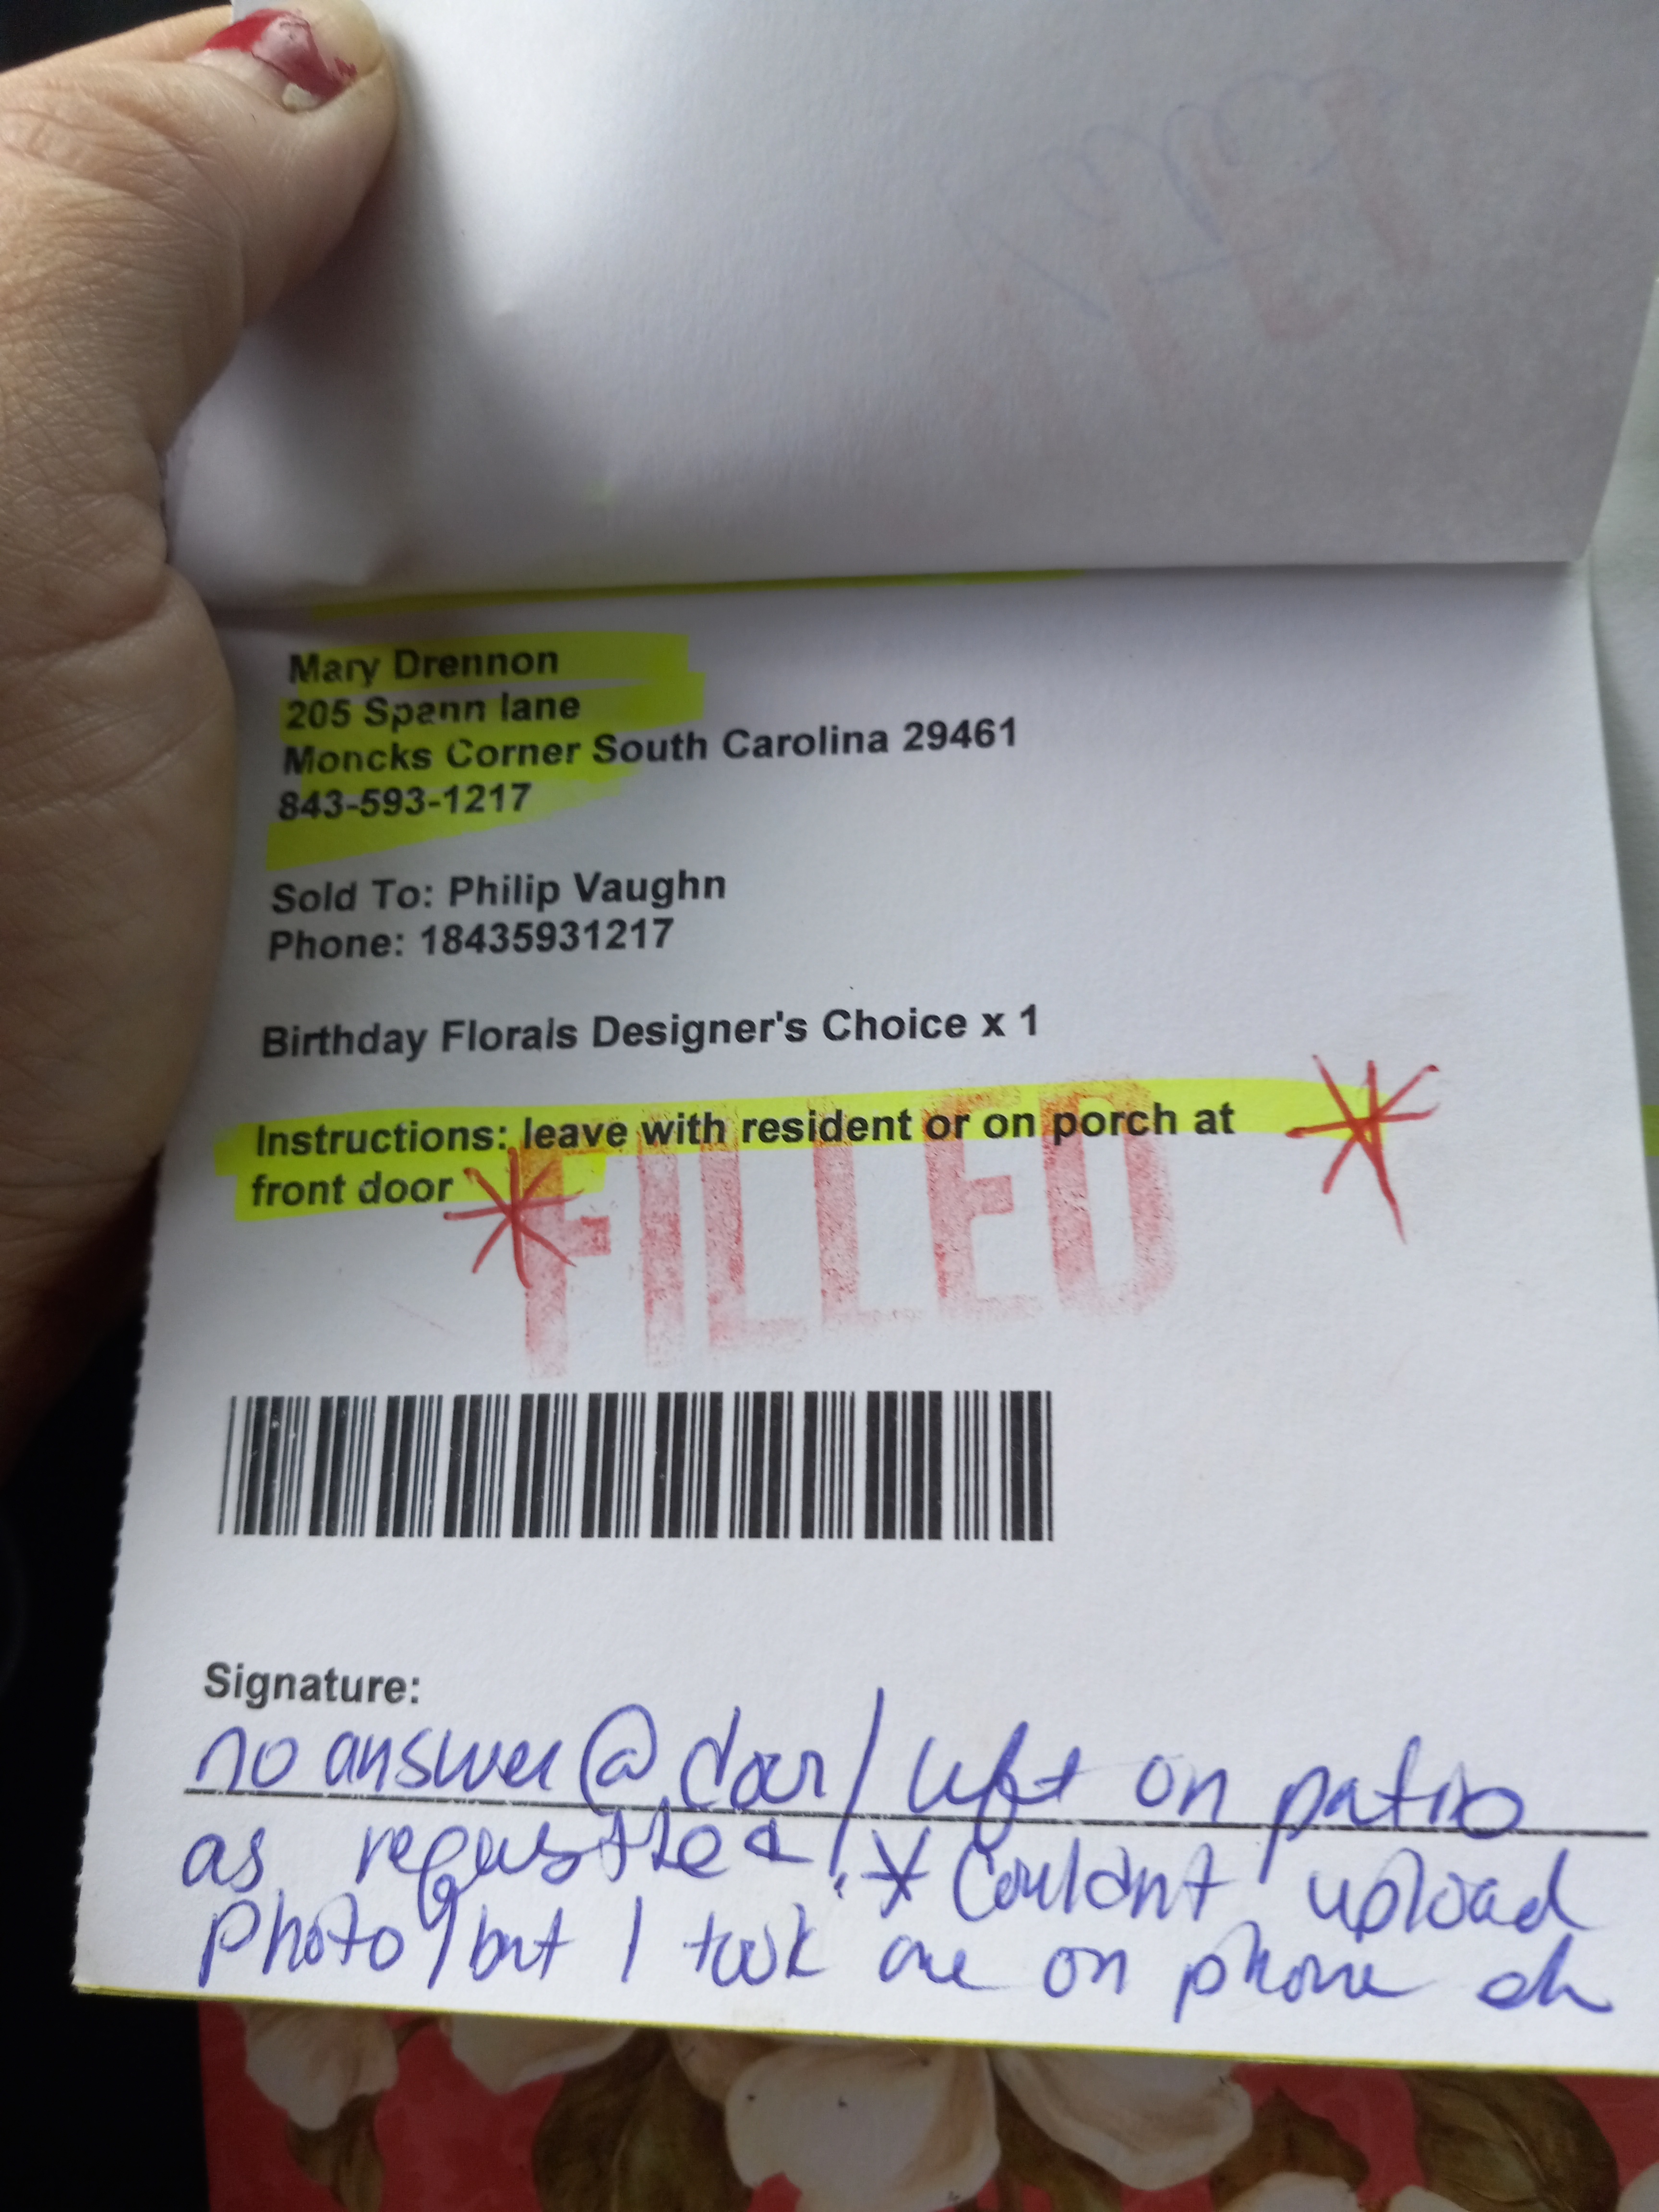 Mary Drennon
205 Spann lane
Moncks Corner South Carolina 29461
843-593-1217
Sold To: Philip Vaughn
Phone: 18435931217
Birthday Florals Designer's Choice x 1
Instructions: leave with resident or on porch at
front door
FILLED
Signature:
no answer @ door / left on patio
as requested! * Couldnt upload
photo, but I took one on phone